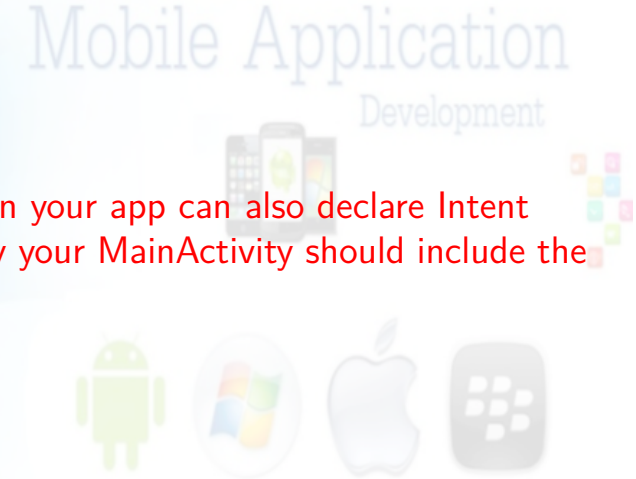 Mobile Application
Development
n your app can also declare Intent
your MainActivity should include the